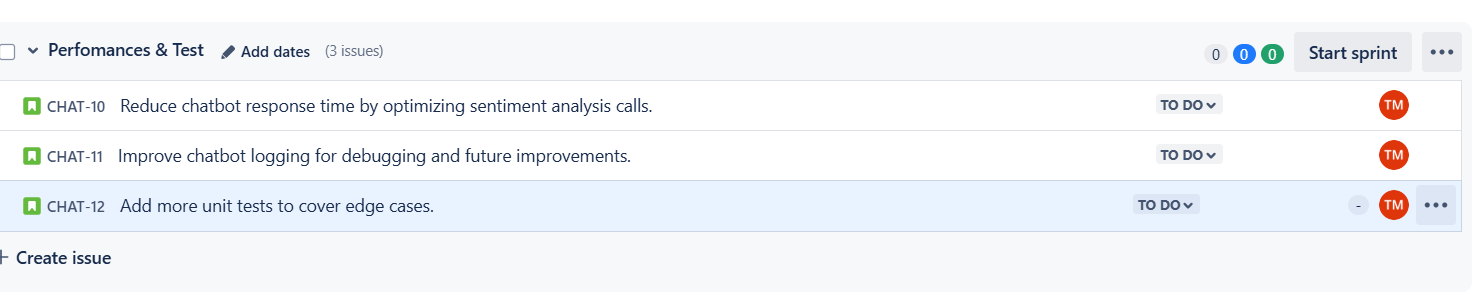 Perfomances & Test Add dates (3 issues) 0 0 0 Start sprint
CHAT-10 Reduce chatbot response time by optimizing sentiment analysis calls. TO DO TM
CHAT-11 Improve chatbot logging for debugging and future improvements. TO DO TM
CHAT-12 Add more unit tests to cover edge cases. TO DO - TM
+ Create issue